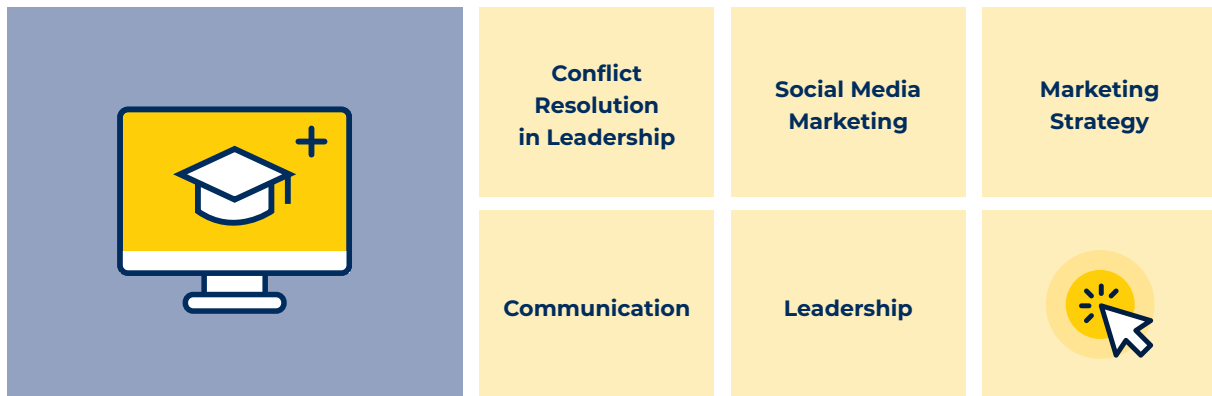 Conflict
Resolution
in Leadership
Social Media
Marketing
Marketing
Strategy
Communication
Leadership